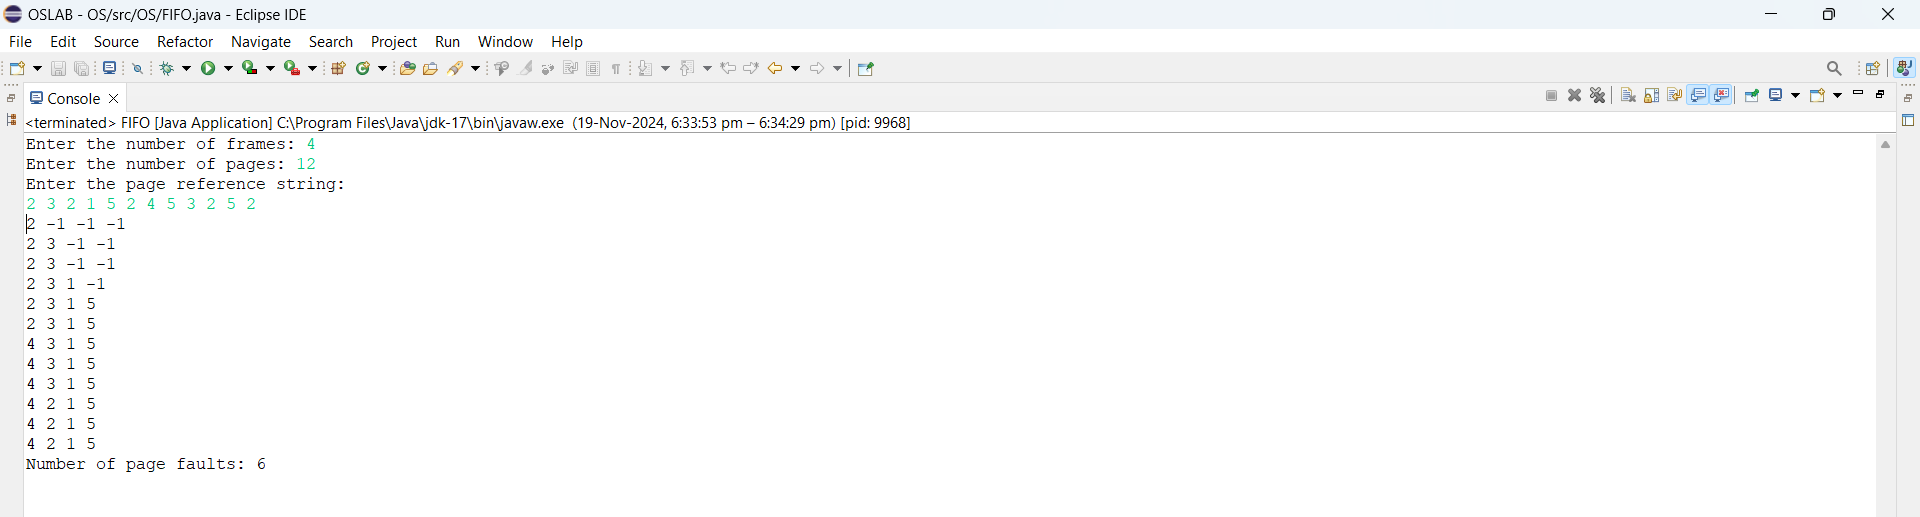 OSLAB - OS/src/OS/FIFO.java - Eclipse IDE
File Edit Source Refactor Navigate Search Project Run Window Help
Console
<terminated> FIFO [Java Application] C:\Program Files\Java\jdk-17\bin\javaw.exe (19-Nov-2024, 6:33:53 pm – 6:34:29 pm) [pid: 9968]
Enter the number of frames: 4
Enter the number of pages: 12
Enter the page reference string:
2 3 2 1 5 2 4 5 3 2 5 2
2 -1 -1 -1
2 3 -1 -1
2 3 -1 -1
2 3 1 -1
2 3 1 5
2 3 1 5
4 3 1 5
4 3 1 5
4 3 1 5
4 2 1 5
4 2 1 5
4 2 1 5
Number of page faults: 6